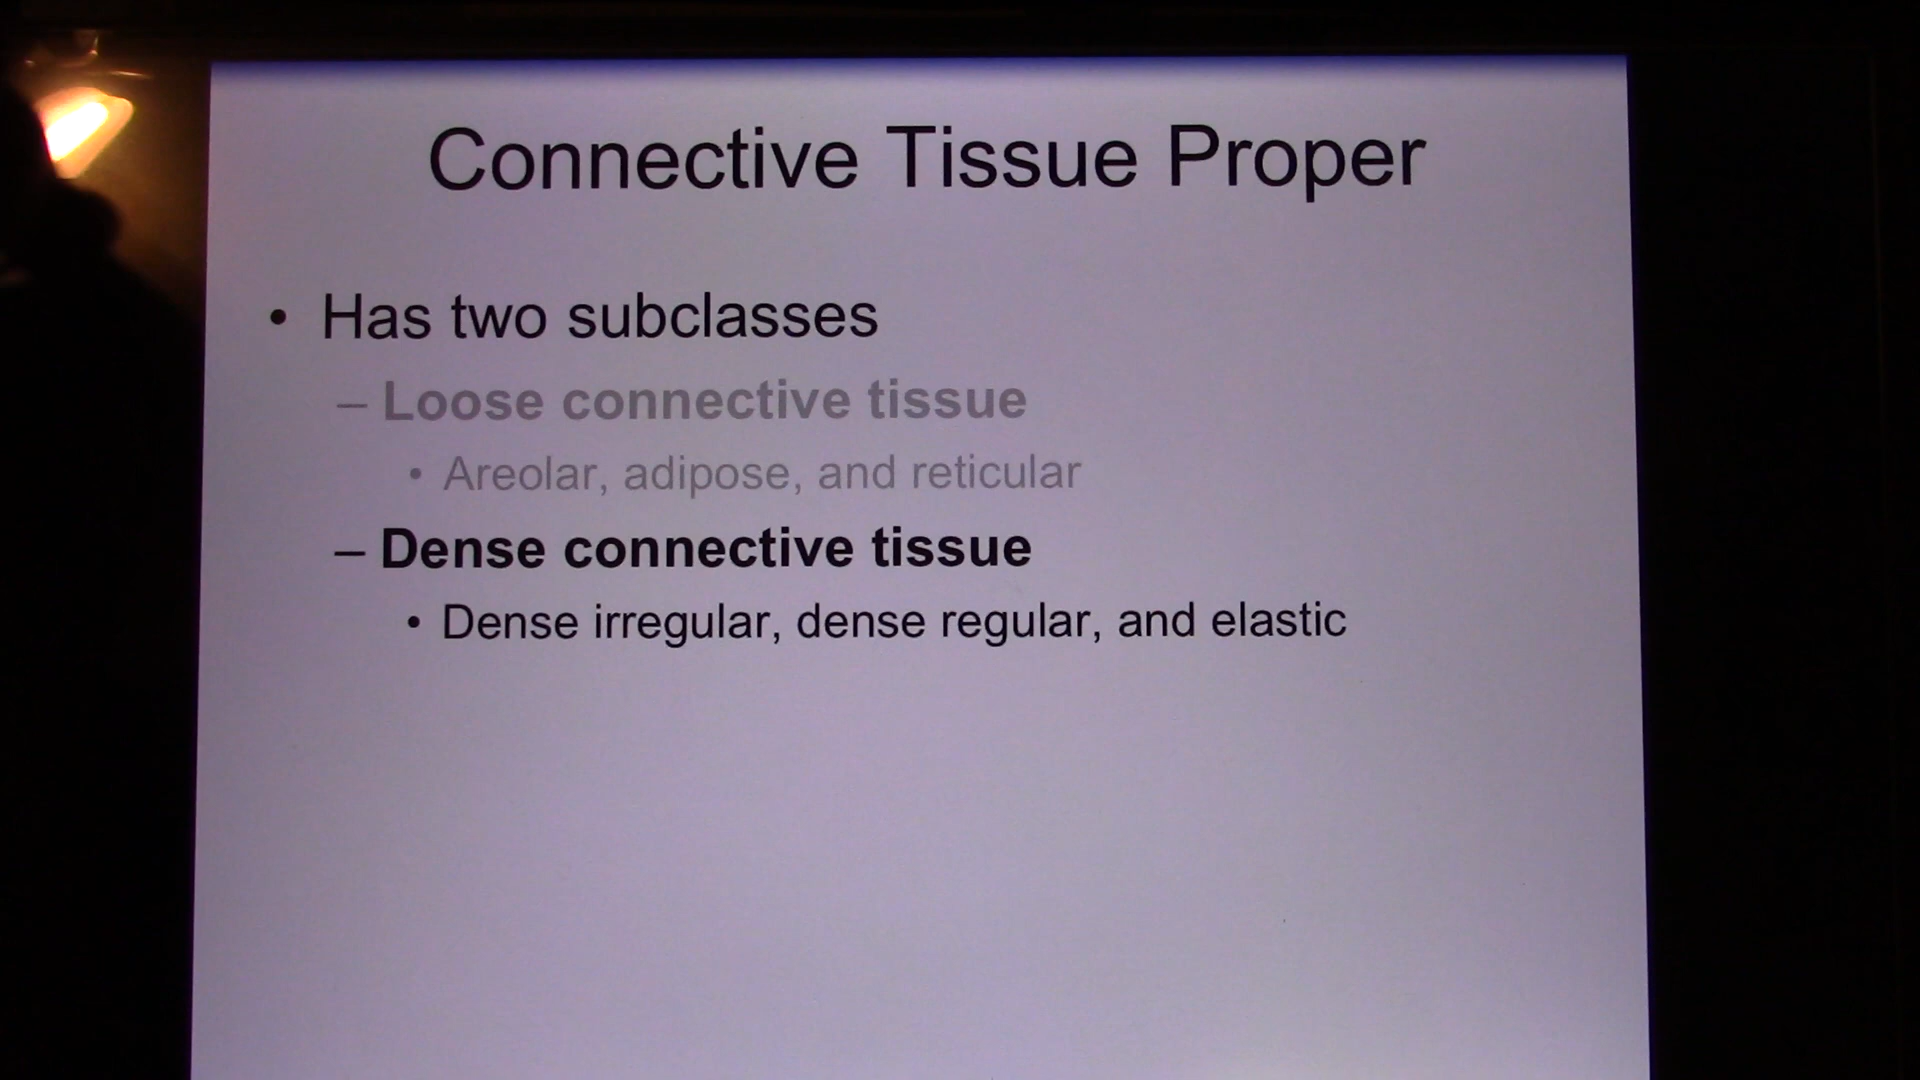 Connective Tissue Proper
• Has two subclasses
– Loose connective tissue
• Areolar, adipose, and reticular
– Dense connective tissue
• Dense irregular, dense regular, and elastic